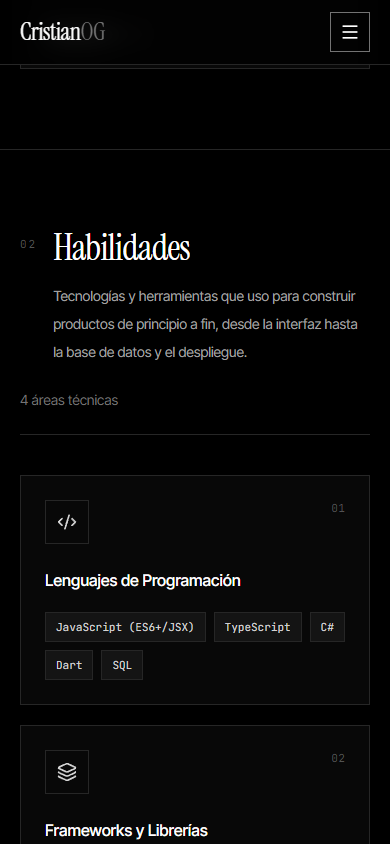 CristianOG
02
Habilidades
Tecnologías y herramientas que uso para construir
productos de principio a fin, desde la interfaz hasta
la base de datos y el despliegue.
4 áreas técnicas
01
Lenguajes de Programación
JavaScript (ES6+/JSX) TypeScript C#
Dart SQL
02
Frameworks y Librerías